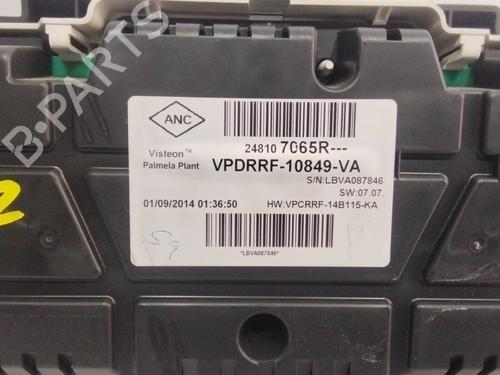 B-PARTS
ANC
24810 7065R---
Visteon™
Palmela Plant
VPDRRF-10849-VA
S/N:LBVA087846
SW:07.07.
01/09/2014 01:36:50
HW:VPCRRF-14B115-KA
*LBVA087846*